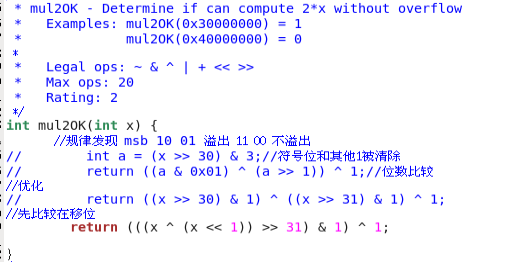 * mul2OK - Determine if can compute 2*x without overflow
*   Examples: mul2OK(0x30000000) = 1
*             mul2OK(0x40000000) = 0
*
*   Legal ops: ~ & ^ | + << >>
*   Max ops: 20
*   Rating: 2
*/
int mul2OK(int x) {
//规律发现 msb 10 01 溢出 11 00 不溢出
//        int a = (x >> 30) & 3;//符号位和其他1被清除
//        return ((a & 0x01) ^ (a >> 1)) ^ 1;//位数比较
//优化
//        return ((x >> 30) & 1) ^ ((x >> 31) & 1) ^ 1;
//先比较在移位
return (((x ^ (x << 1)) >> 31) & 1) ^ 1;
}